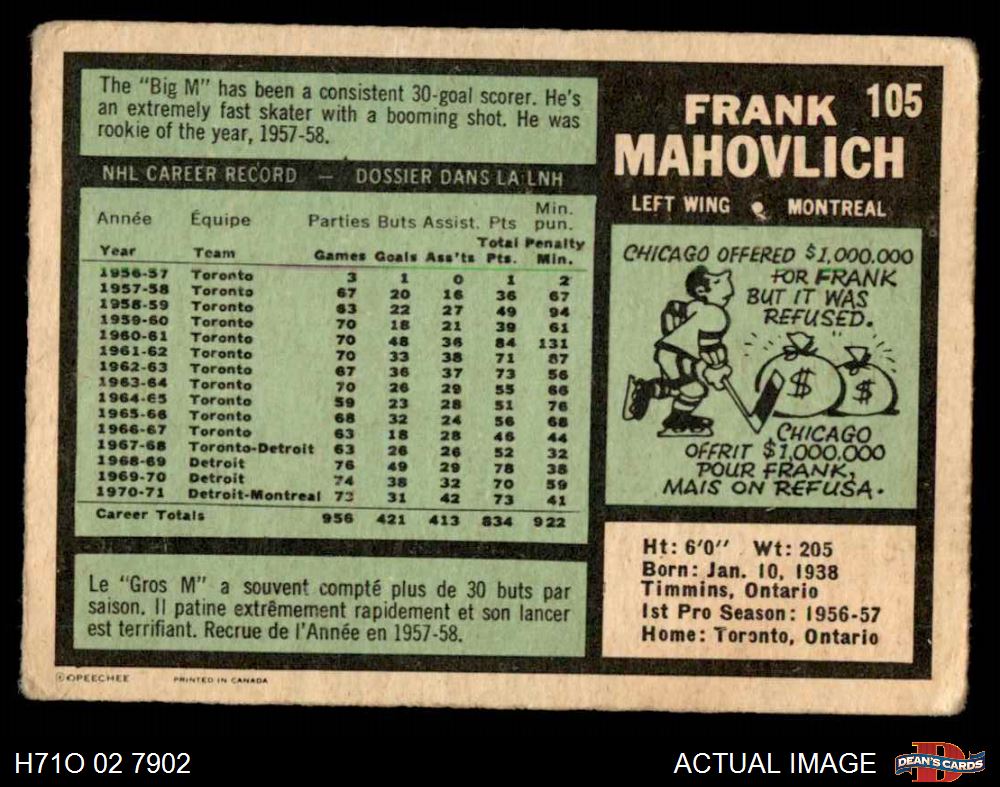 The "Big M" has been a consistent 30-goal scorer. He's
an extremely fast skater with a booming shot. He was
rookie of the year, 1957-58.
FRANK 105
MAHOVLICH
LEFT WING • MONTREAL
NHL CAREER RECORD — DOSSIER DANS LA LNH
Année Équipe Parties Buts Assist. Pts Min. pun.
Year Team Games Goals Ass'ts Total Pts. Penalty Min.
1956-57 Toronto 3 1 0 1 2
1957-58 Toronto 67 20 16 36 67
1958-59 Toronto 63 22 27 49 94
1959-60 Toronto 70 18 21 39 61
1960-61 Toronto 70 48 36 84 131
1961-62 Toronto 70 33 38 71 87
1962-63 Toronto 67 36 37 73 56
1963-64 Toronto 70 26 29 55 66
1964-65 Toronto 59 23 28 51 76
1965-66 Toronto 68 32 24 56 68
1966-67 Toronto 63 18 28 46 44
1967-68 Toronto-Detroit 63 26 26 52 32
1968-69 Detroit 76 49 29 78 38
1969-70 Detroit 74 38 32 70 59
1970-71 Detroit-Montreal 73 31 42 73 41
Career Totals 956 421 413 834 922
CHICAGO OFFERED $1,000.000
FOR FRANK
BUT IT WAS
REFUSED.
$ $
CHICAGO
OFFRIT $1,000,000
POUR FRANK,
MAIS ON REFUSA.
Le "Gros M" a souvent compté plus de 30 buts par
saison. Il patine extrêmement rapidement et son lancer
est terrifiant. Recrue de l'Année en 1957-58.
Ht: 6'0" Wt: 205
Born: Jan. 10, 1938
Timmins, Ontario
1st Pro Season: 1956-57
Home: Toronto, Ontario
©OPEECHEE PRINTED IN CANADA
H71O 02 7902 ACTUAL IMAGE DEAN'S CARDS